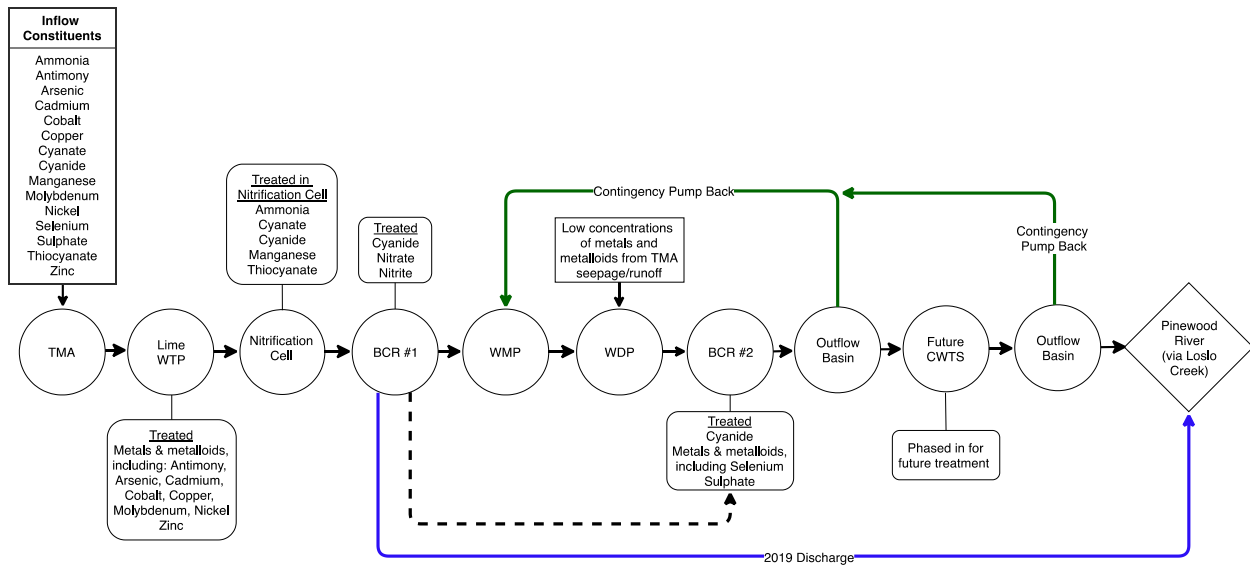 Inflow
Constituents
Ammonia
Antimony
Arsenic
Cadmium
Cobalt
Copper
Cyanate
Cyanide
Manganese
Molybdenum
Nickel
Selenium
Sulphate
Thiocyanate
Zinc
Treated in
Nitrification Cell
Ammonia
Cyanate
Cyanide
Manganese
Thiocyanate
Treated
Cyanide
Nitrate
Nitrite
Contingency Pump Back
Low concentrations
of metals and
metalloids from TMA
seepage/runoff
Contingency
Pump Back
TMA
Lime
WTP
Nitrification
Cell
BCR #1
WMP
WDP
BCR #2
Outflow
Basin
Future
CWTS
Outflow
Basin
Pinewood
River
(via Loslo
Creek)
Treated
Metals & metalloids,
including: Antimony,
Arsenic, Cadmium,
Cobalt, Copper,
Molybdenum, Nickel
Zinc
Treated
Cyanide
Metals & metalloids,
including Selenium
Sulphate
Phased in for
future treatment
2019 Discharge